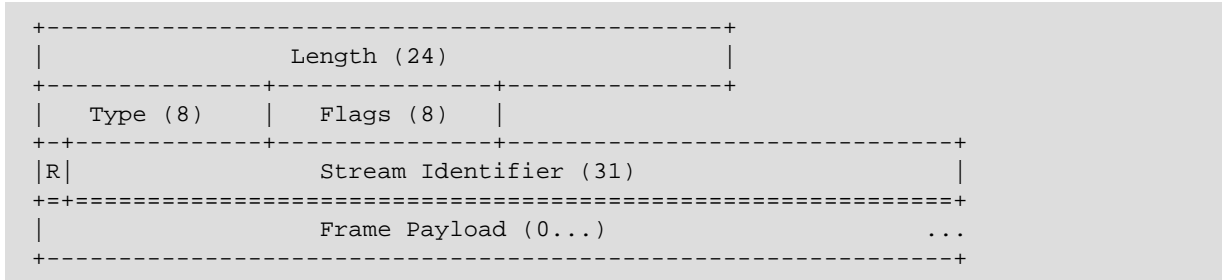 +-----------------------------------------------+
|                 Length (24)                   |
+---------------+---------------+---------------+
|   Type (8)    |   Flags (8)   |
+-+-------------+---------------+-------------------------------+
|R|                 Stream Identifier (31)                      |
+=+=============================================================+
|                   Frame Payload (0...)                      ...
+---------------------------------------------------------------+